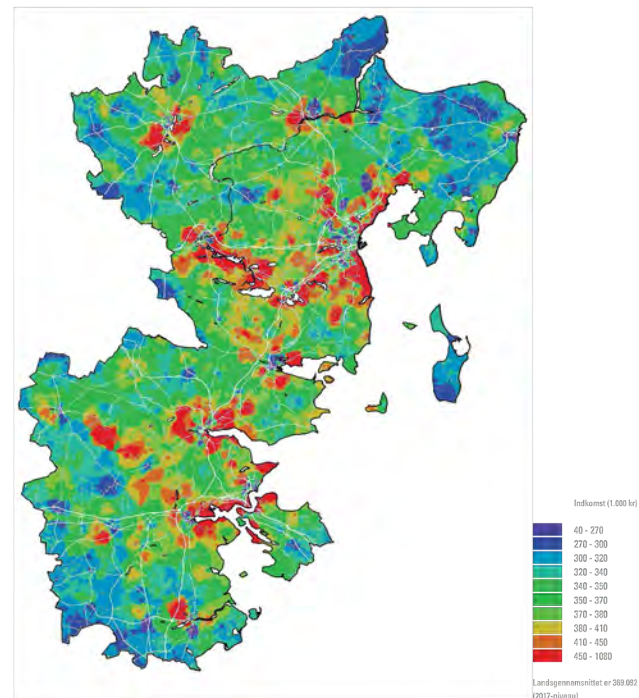 Indkomst (1.000 kr)
40 - 270
270 - 300
300 - 320
320 - 340
340 - 350
350 - 370
370 - 380
380 - 410
410 - 450
450 - 1080
Landsgennemsnittet er 369.092
(2017-niveau)